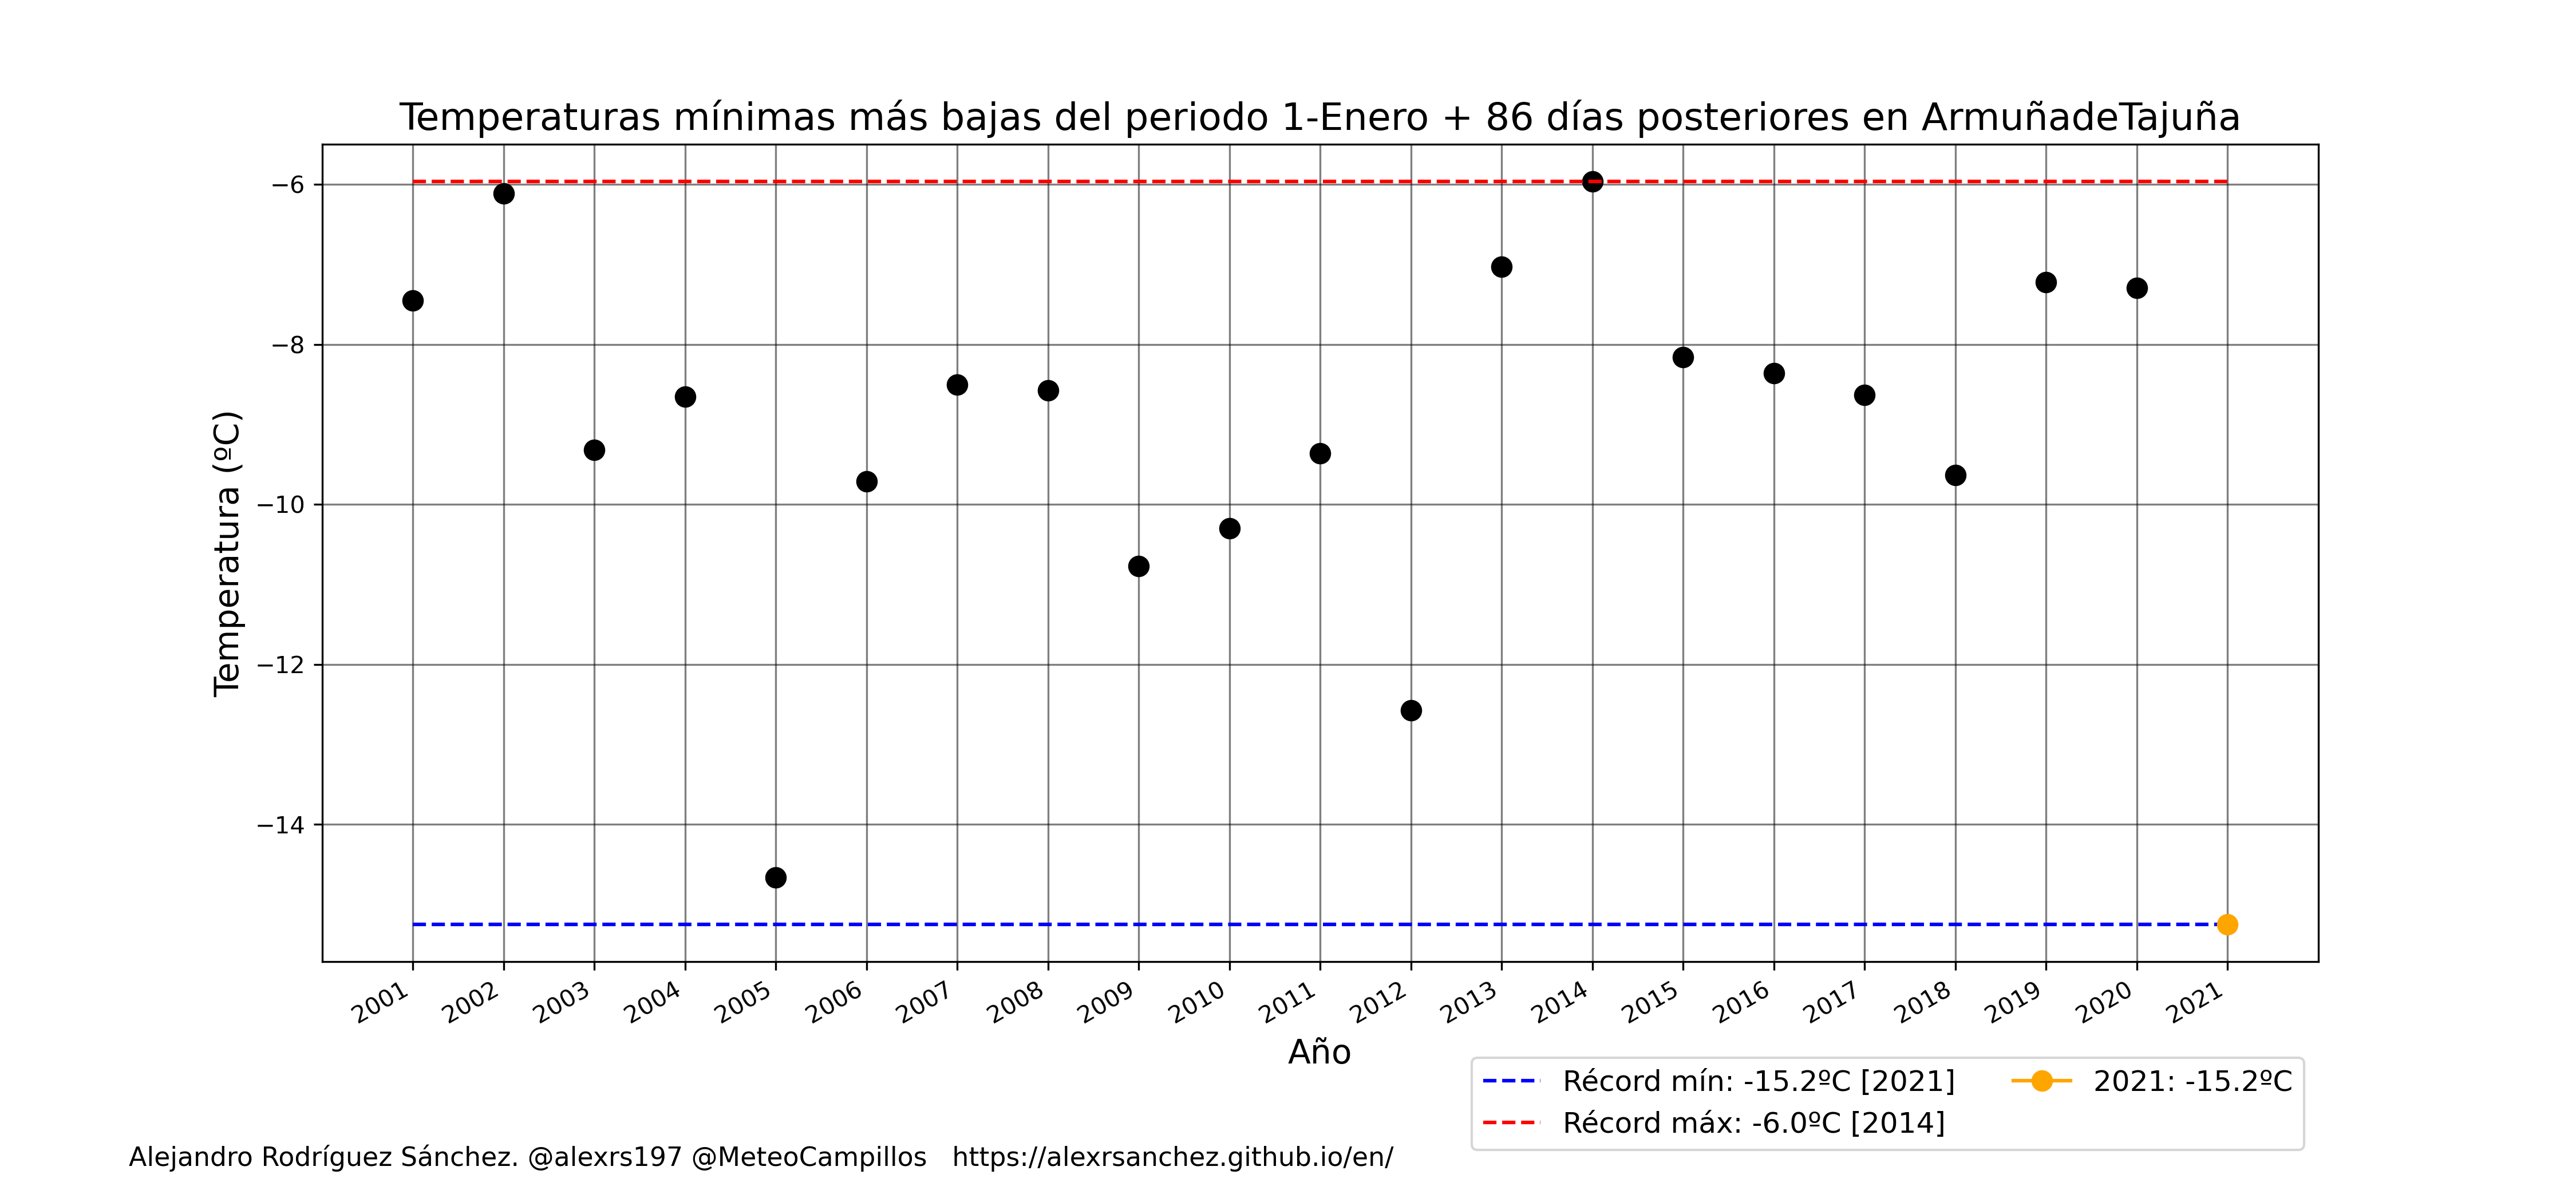 Temperaturas mínimas más bajas del periodo 1-Enero + 86 días posteriores en ArmuñadeTajuña
Temperatura (ºC)
−6
−8
−10
−12
−14
2001 2002 2003 2004 2005 2006 2007 2008 2009 2010 2011 2012 2013 2014 2015 2016 2017 2018 2019 2020 2021
Año
Récord mín: -15.2ºC [2021] 2021: -15.2ºC
Récord máx: -6.0ºC [2014]
Alejandro Rodríguez Sánchez. @alexrs197 @MeteoCampillos https://alexrsanchez.github.io/en/